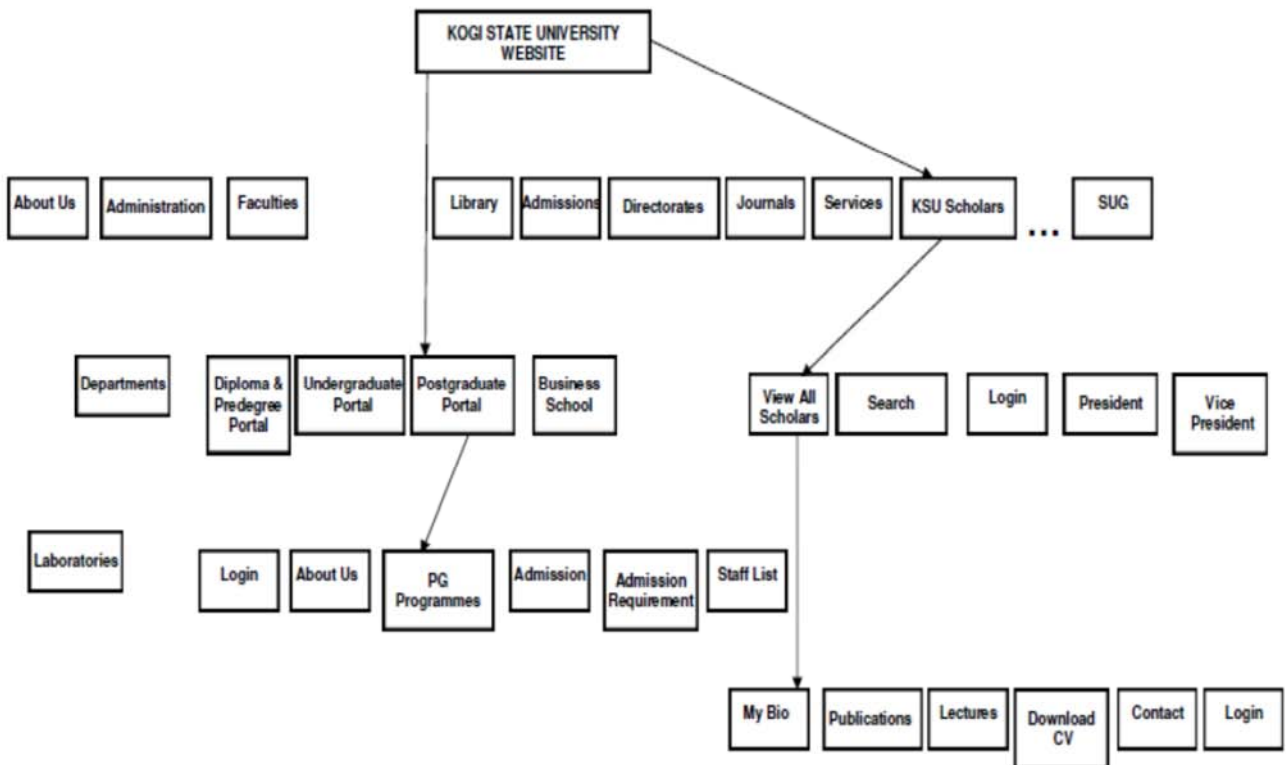 KOGI STATE UNIVERSITY
WEBSITE
About Us
Administration
Faculties
Library
Admissions
Directorates
Journals
Services
KSU Scholars
...
SUG
Departments
Diploma &
Predegree
Portal
Undergraduate
Portal
Postgraduate
Portal
Business
School
View All
Scholars
Search
Login
President
Vice
President
Laboratories
Login
About Us
PG
Programmes
Admission
Admission
Requirement
Staff List
My Bio
Publications
Lectures
Download
CV
Contact
Login